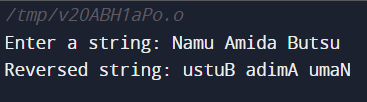 /tmp/v20ABH1aPo.o
Enter a string: Namu Amida Butsu
Reversed string: ustuB adimA umaN